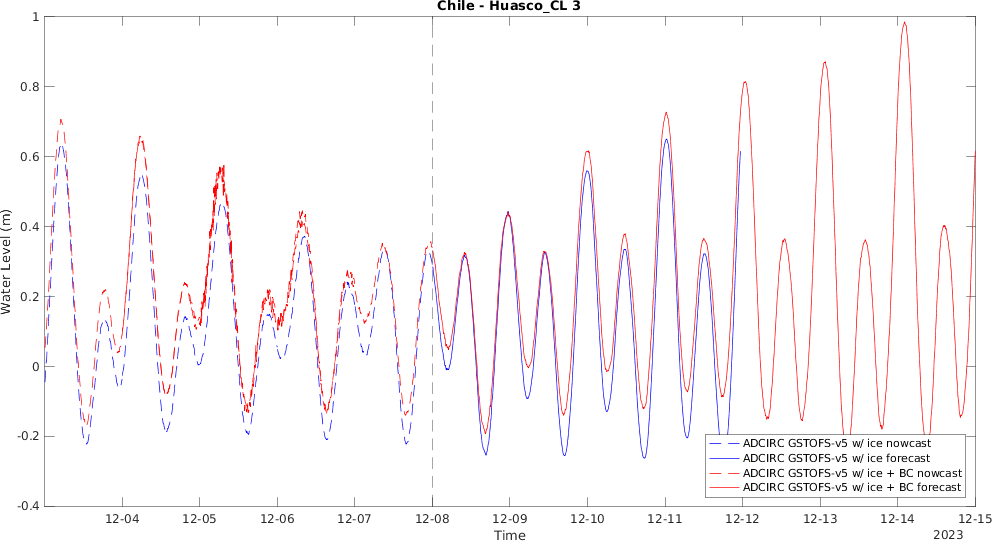 Chile - Huasco_CL 3
1
0.8
0.6
0.4
0.2
0
-0.2
-0.4
Water Level (m)
ADCIRC GSTOFS-v5 w/ ice nowcast
ADCIRC GSTOFS-v5 w/ ice forecast
ADCIRC GSTOFS-v5 w/ ice + BC nowcast
ADCIRC GSTOFS-v5 w/ ice + BC forecast
12-04 12-05 12-06 12-07 12-08 12-09 12-10 12-11 12-12 12-13 12-14 12-15
Time
2023